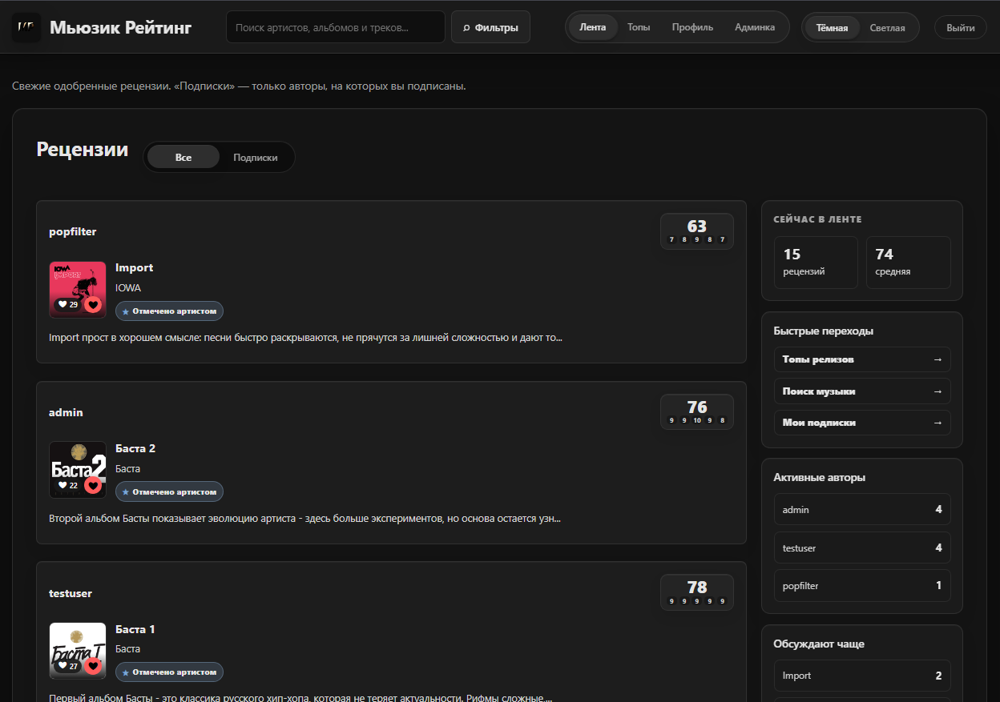 Мьюзик Рейтинг
Поиск артистов, альбомов и треков...
Фильтры
Лента
Топы
Профиль
Админка
Тёмная
Светлая
Выйти
Свежие одобренные рецензии. «Подписки» — только авторы, на которых вы подписаны.
Рецензии
Все
Подписки
popfilter
63
7 8 9 8 7
Import
IOWA
IOWA
IMPORT
29
★ Отмечено артистом
Import прост в хорошем смысле: песни быстро раскрываются, не прячутся за лишней сложностью и дают то...
admin
76
9 9 10 9 8
Баста 2
Баста
Баста 2
22
★ Отмечено артистом
Второй альбом Басты показывает эволюцию артиста - здесь больше экспериментов, но основа остается узн...
testuser
78
9 9 9 9 9
Баста 1
Баста
Баста 1
27
★ Отмечено артистом
Первый альбом Басты - это классика русского хип-хопа, которая не теряет актуальности. Рифмы сложные,...
СЕЙЧАС В ЛЕНТЕ
15
рецензий
74
средняя
Быстрые переходы
Топы релизов →
Поиск музыки →
Мои подписки →
Активные авторы
admin 4
testuser 4
popfilter 1
Обсуждают чаще
Import 2